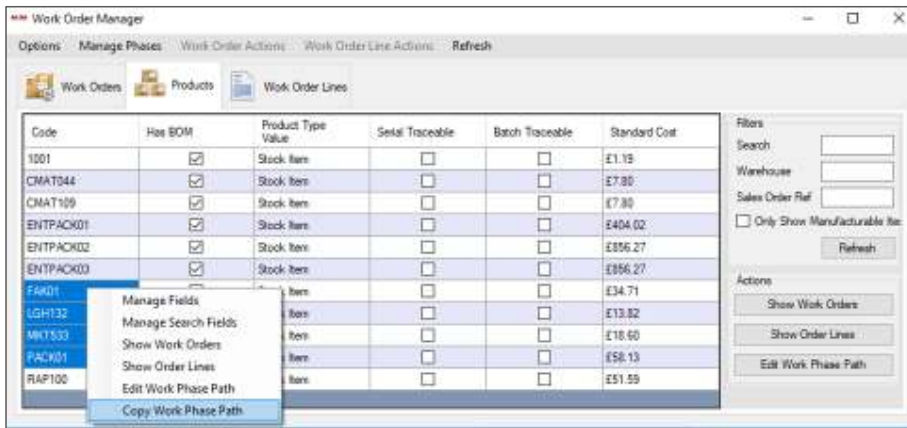 Work Order Manager
Options Manage Phases Work Order Actions Work Order Line Actions Refresh
Work Orders Products Work Order Lines
Code Has BOM Product Type Value Serial Traceable Batch Traceable Standard Cost
1001 Stock Item £1.19
CMAT044 Stock Item £7.80
CMAT109 Stock Item £7.80
ENTPACK01 Stock Item £404.02
ENTPACK02 Stock Item £856.27
ENTPACK03 Stock Item £856.27
FAK01 Item £34.71
LGH132 Item £13.82
MKT533 Item £18.60
PACK01 Item £58.13
RAP100 Item £51.59
Manage Fields
Manage Search Fields
Show Work Orders
Show Order Lines
Edit Work Phase Path
Copy Work Phase Path
Filters
Search
Warehouse
Sales Order Ref
Only Show Manufacturable Ite
Refresh
Actions
Show Work Orders
Show Order Lines
Edit Work Phase Path